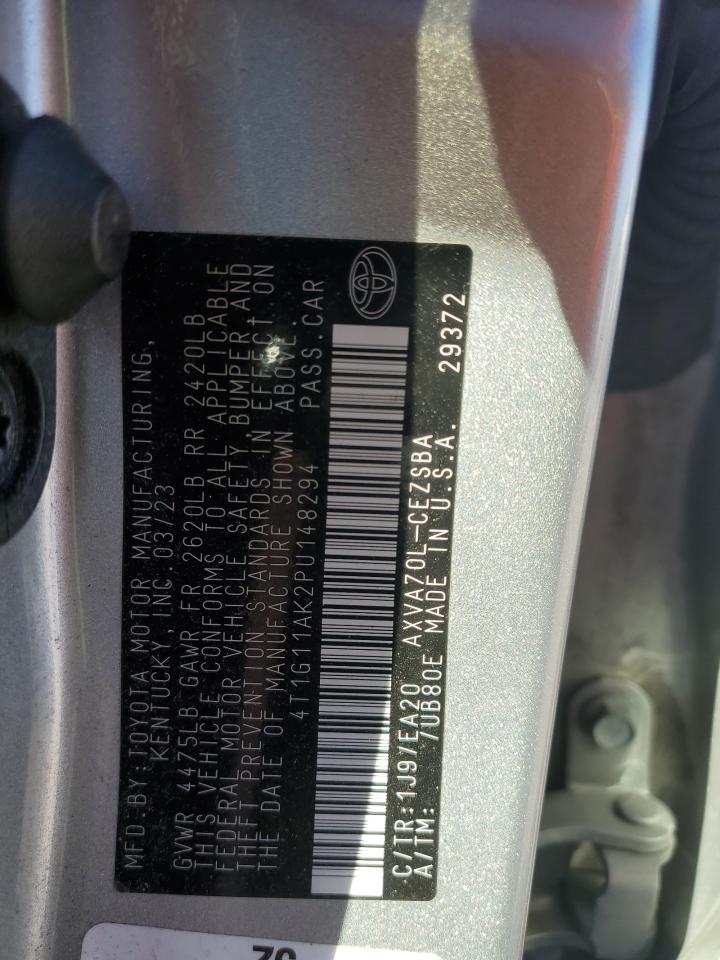 MFD. BY: TOYOTA MOTOR MANUFACTURING,
KENTUCKY, INC. 03/23
GVWR 4475LB GAWR FR 2620LB RR 2420LB
THIS VEHICLE CONFORMS TO ALL APPLICABLE
FEDERAL MOTOR VEHICLE SAFETY, BUMPER, AND
THEFT PREVENTION STANDARDS IN EFFECT ON
THE DATE OF MANUFACTURE SHOWN ABOVE.
4T1G11AK2PU148294 PASS.CAR
C/TR:1J9/EA20 AXVA70L-CEZSBA
A/TM: 7/UB80E MADE IN U.S.A. 29372